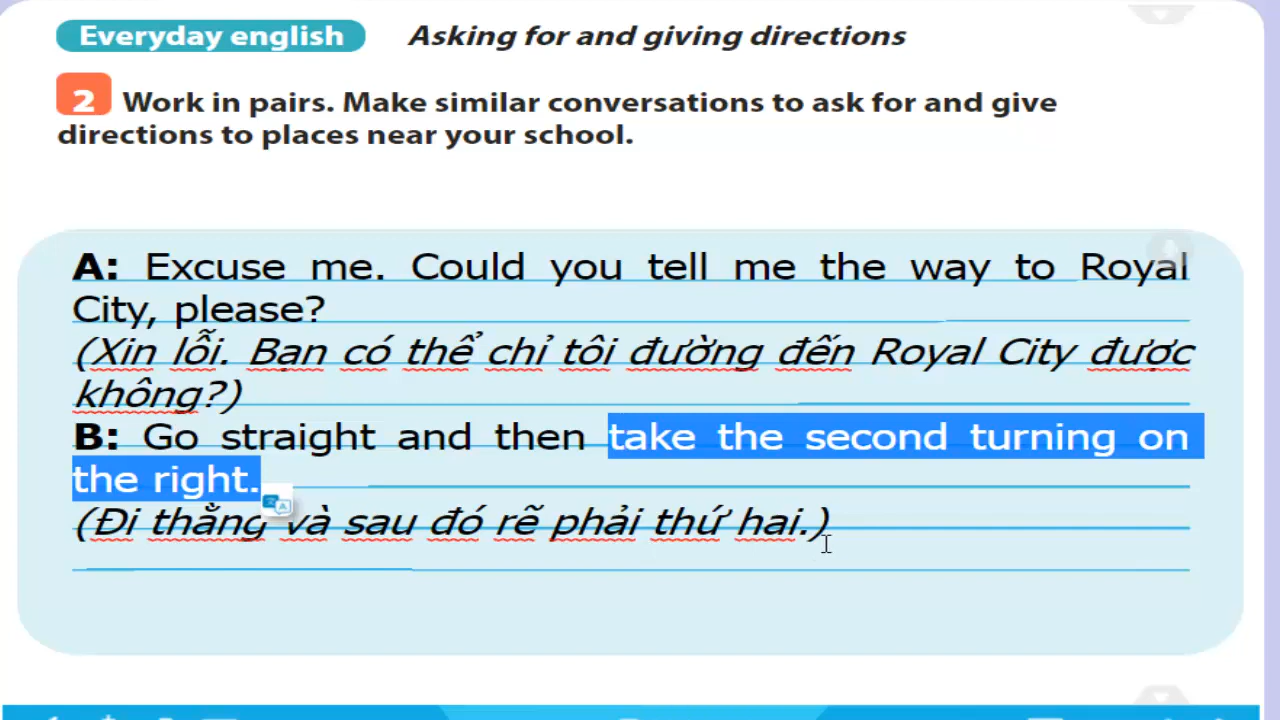 Everyday english Asking for and giving directions
2 Work in pairs. Make similar conversations to ask for and give
directions to places near your school.
A: Excuse me. Could you tell me the way to Royal
City, please?
(Xin lỗi. Bạn có thể chỉ tôi đường đến Royal City được
không?)
B: Go straight and then take the second turning on
the right.
(Đi thằng và sau đó rẽ phải thứ hai.)